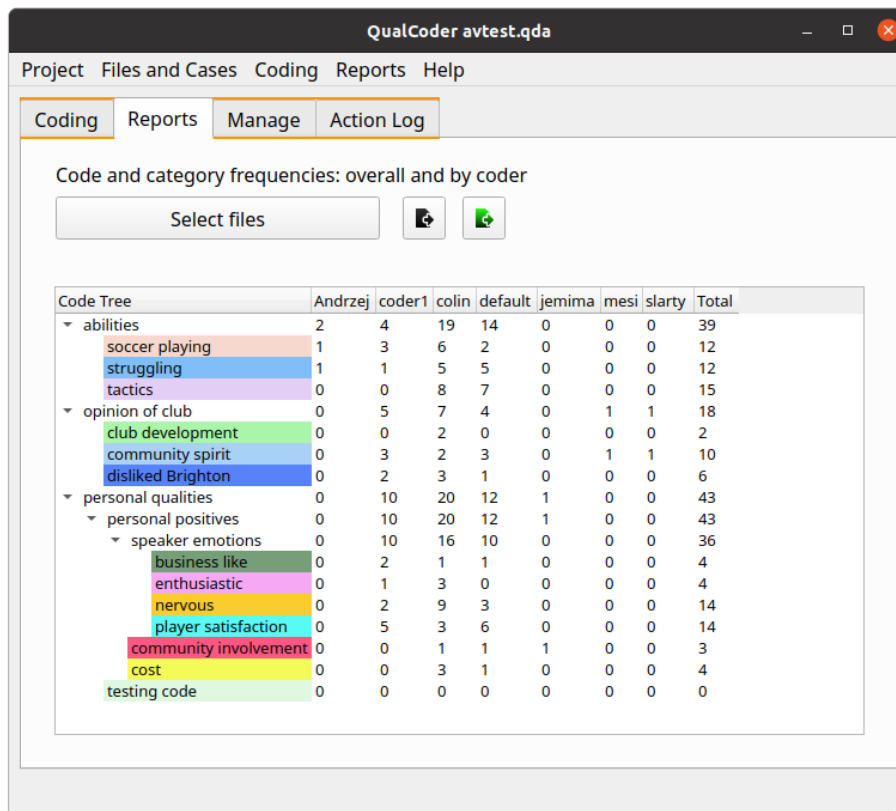 QualCoder avtest.qda
Project Files and Cases Coding Reports Help
Coding Reports Manage Action Log
Code and category frequencies: overall and by coder
Select files
Code Tree Andrzej coder1 colin default jemima mesi slarty Total
abilities 2 4 19 14 0 0 0 39
soccer playing 1 3 6 2 0 0 0 12
struggling 1 1 5 5 0 0 0 12
tactics 0 0 8 7 0 0 0 15
opinion of club 0 5 7 4 0 1 1 18
club development 0 0 2 0 0 0 0 2
community spirit 0 3 2 3 0 1 1 10
disliked Brighton 0 2 3 1 0 0 0 6
personal qualities 0 10 20 12 1 0 0 43
personal positives 0 10 20 12 1 0 0 43
speaker emotions 0 10 16 10 0 0 0 36
business like 0 2 1 1 0 0 0 4
enthusiastic 0 1 3 0 0 0 0 4
nervous 0 2 9 3 0 0 0 14
player satisfaction 0 5 3 6 0 0 0 14
community involvement 0 0 1 1 1 0 0 3
cost 0 0 3 1 0 0 0 4
testing code 0 0 0 0 0 0 0 0